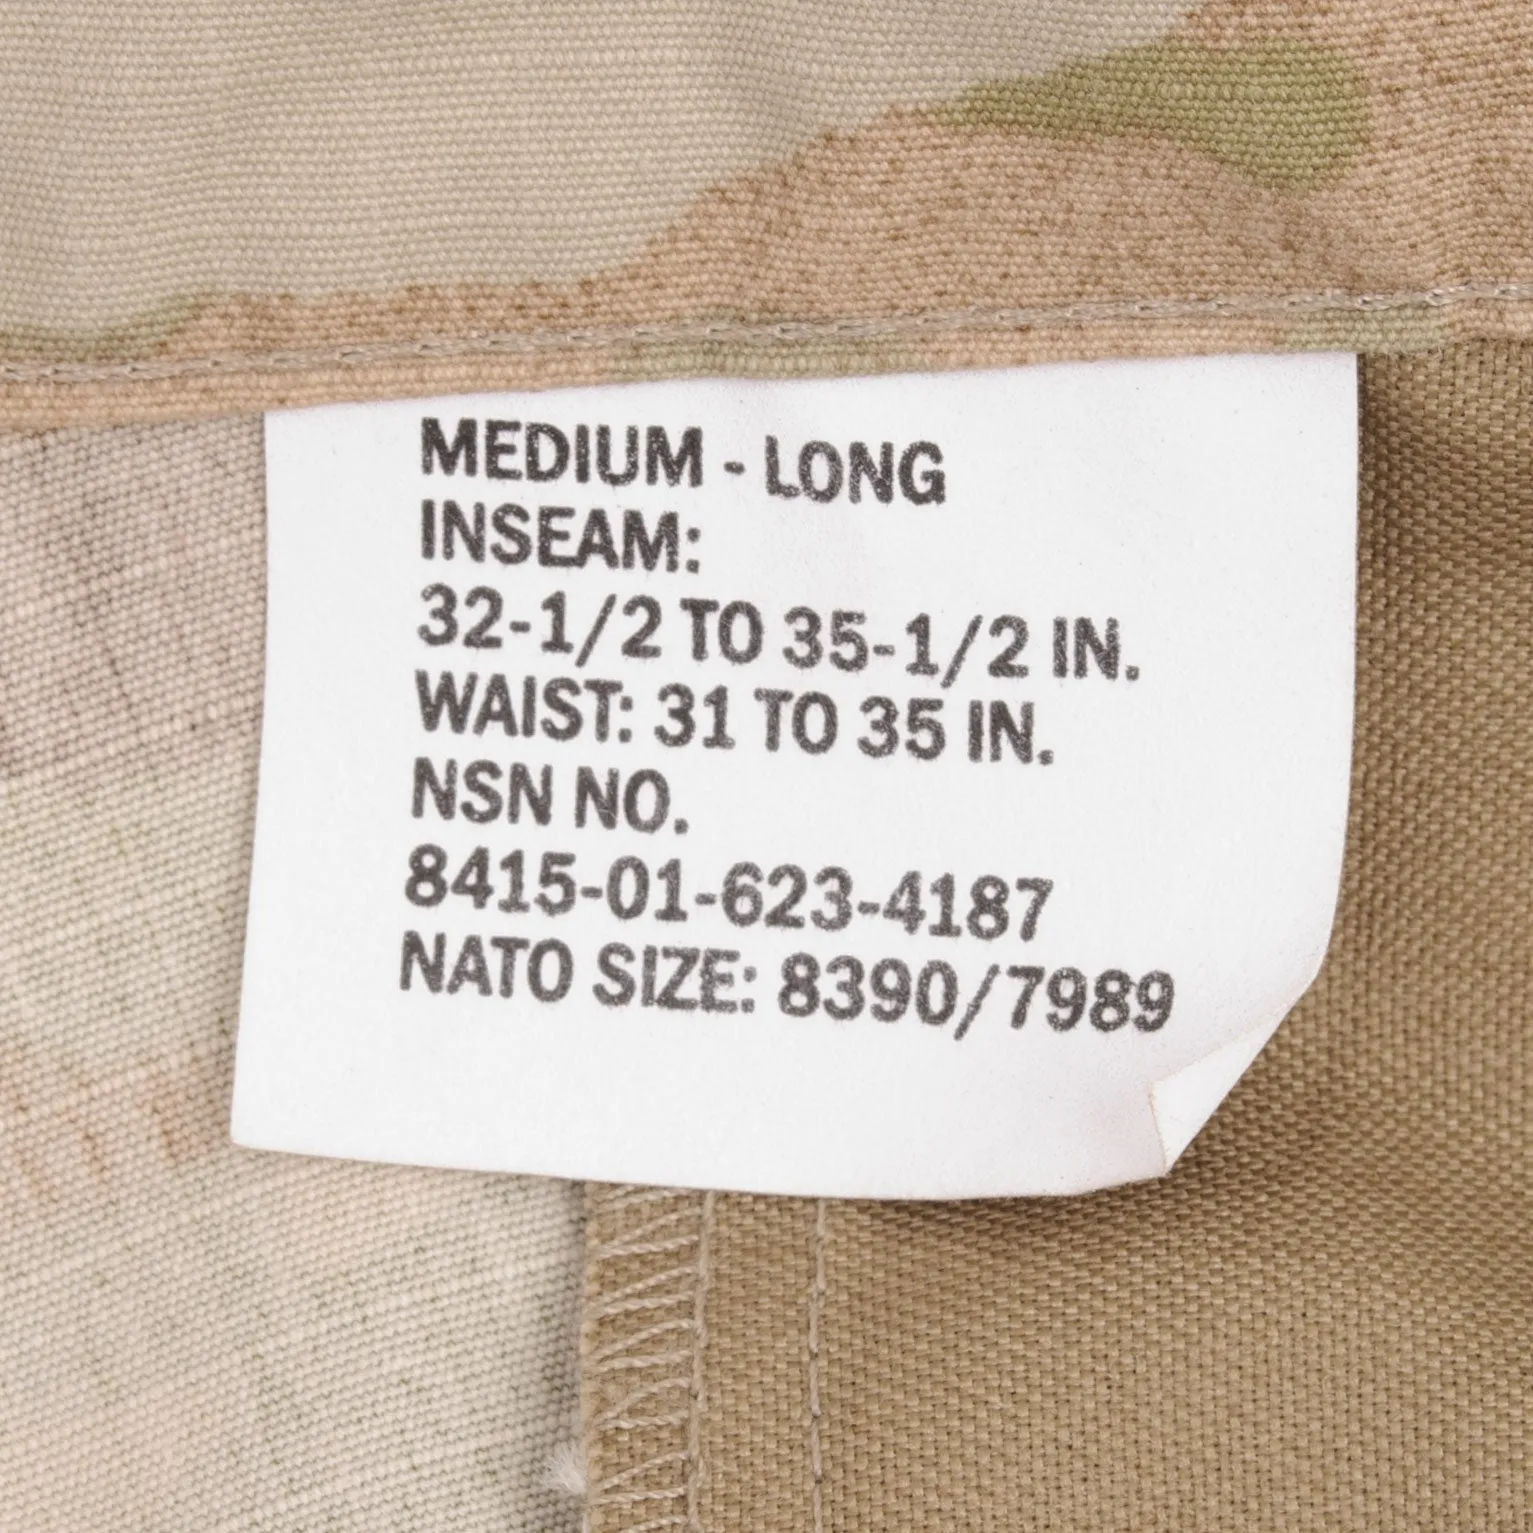 MEDIUM - LONG
INSEAM:
32-1/2 TO 35-1/2 IN.
WAIST: 31 TO 35 IN.
NSN NO.
8415-01-623-4187
NATO SIZE: 8390/7989